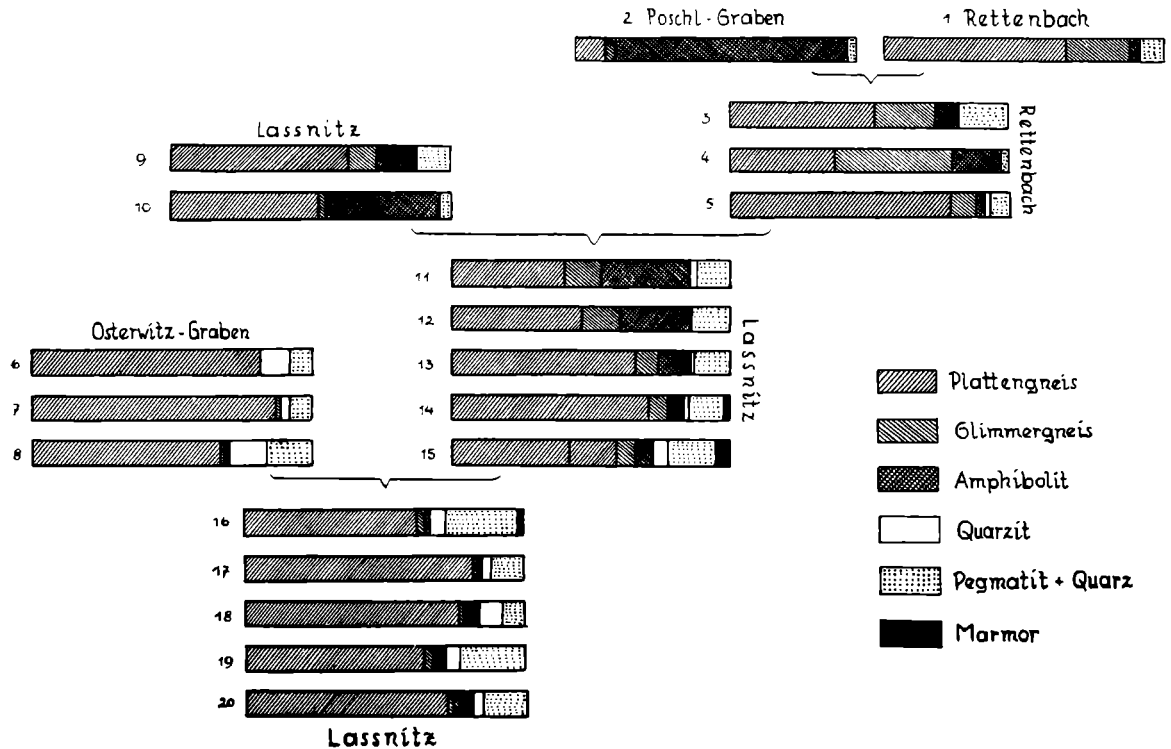 2 Poschl-Graben
1 Rettenbach
3
4
5
Rettenbach
Lassnitz
9
10
11
12
13
14
15
Lassnitz
Osterwitz-Graben
6
7
8
16
17
18
19
20
Lassnitz
Plattengneis
Glimmergneis
Amphibolit
Quarzit
Pegmatit + Quarz
Marmor